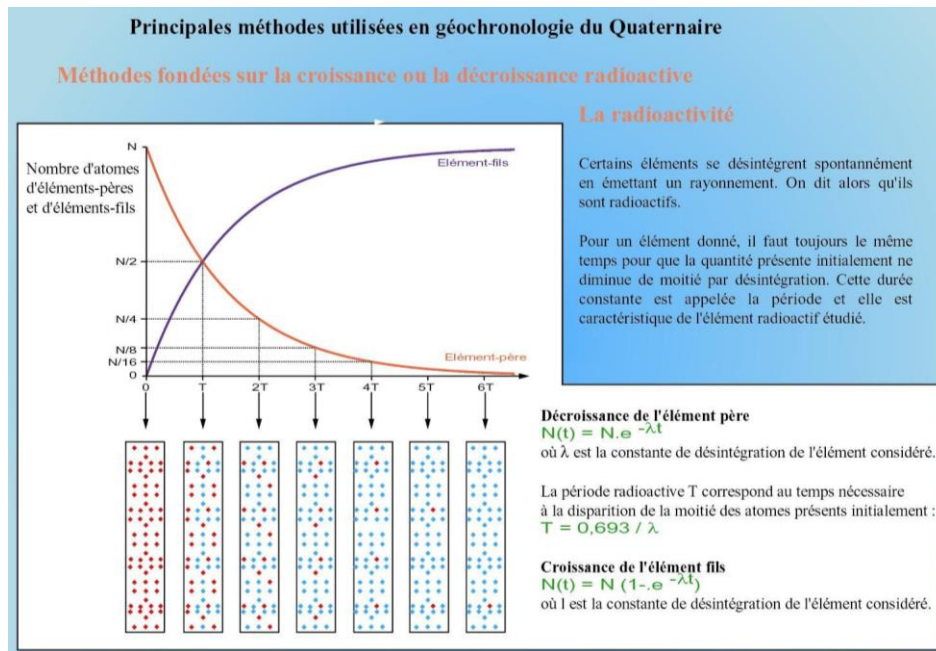 Principales méthodes utilisées en géochronologie du Quaternaire
Méthodes fondées sur la croissance ou la décroissance radioactive
La radioactivité
Certains éléments se désintégrent spontannément
en émettant un rayonnement. On dit alors qu'ils
sont radioactifs.
Pour un élément donné, il faut toujours le même
temps pour que la quantité présente initialement ne
diminue de moitié par désintégration. Cette durée
constante est appelée la période et elle est
caractéristique de l'élément radioactif étudié.
Nombre d'atomes
d'éléments-pères
et d'éléments-fils
N
N/2
N/4
N/8
N/16
0
Elément-fils
Elément-père
0 T 2T 3T 4T 5T 6T
Décroissance de l'élément père
N(t) = N.e -λt
où λ est la constante de désintégration de l'élément considéré.
La période radioactive T correspond au temps nécessaire
à la disparition de la moitié des atomes présents initialement :
T = 0,693 / λ
Croissance de l'élément fils
N(t) = N (1-.e -λt)
où l est la constante de désintégration de l'élément considéré.